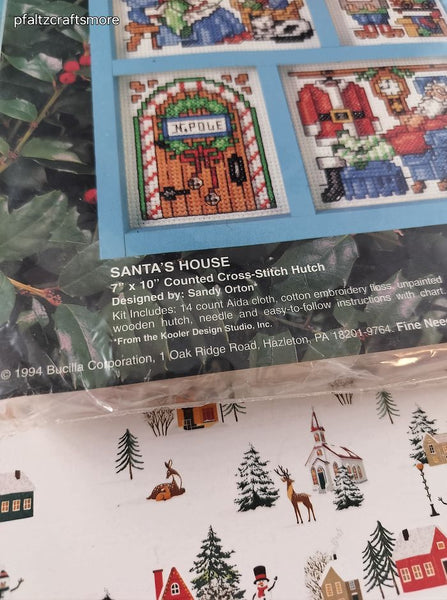 pfaltzcraftsmore
N.POLE
SANTA'S HOUSE
7" x 10" Counted Cross-Stitch Hutch
Designed by: Sandy Orton*
Kit Includes: 14 count Aida cloth, cotton embroidery floss, unpainted
wooden hutch, needle and easy-to-follow instructions with chart.
*From the Kooler Design Studio, Inc.
© 1994 Bucilla Corporation, 1 Oak Ridge Road, Hazleton, PA 18201-9764. Fine Nee